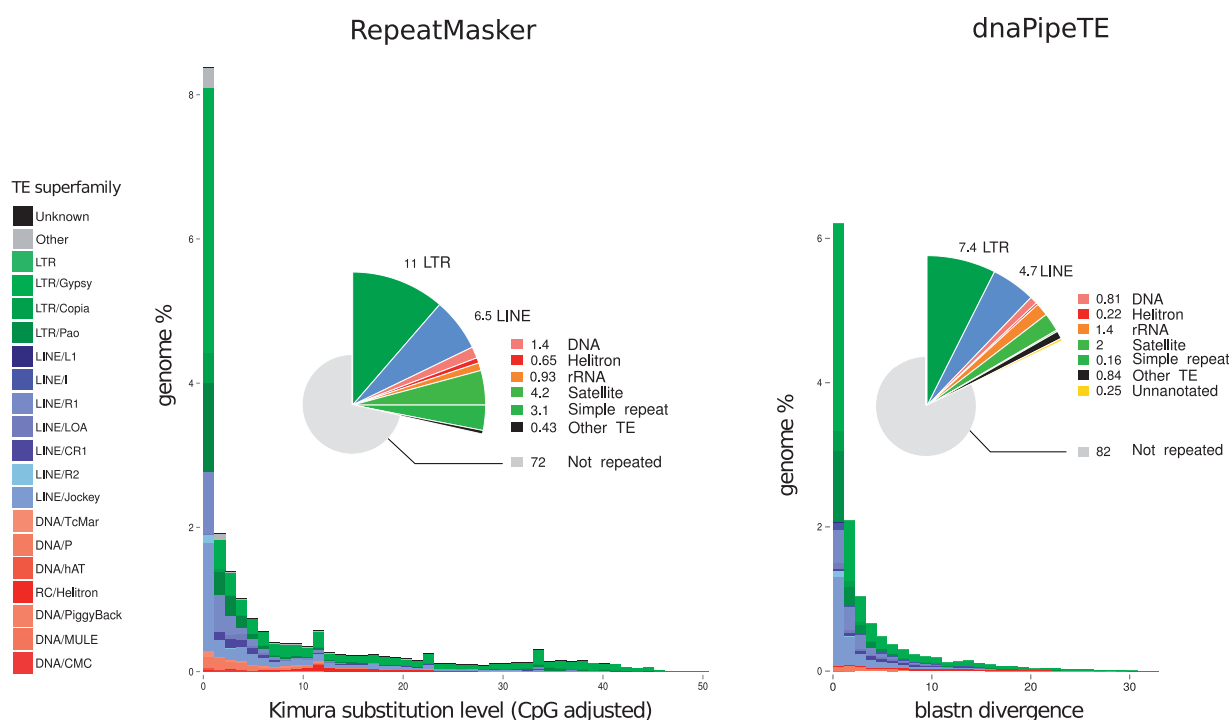 RepeatMasker
dnaPipeTE
TE superfamily
Unknown
Other
LTR
LTR/Gypsy
LTR/Copia
LTR/Pao
LINE/L1
LINE/I
LINE/R1
LINE/LOA
LINE/CR1
LINE/R2
LINE/Jockey
DNA/TcMar
DNA/P
DNA/hAT
RC/Helitron
DNA/PiggyBack
DNA/MULE
DNA/CMC
genome %
8
6
4
2
0
0 10 20 30 40 50
Kimura substitution level (CpG adjusted)
11 LTR
6.5 LINE
1.4 DNA
0.65 Helitron
0.93 rRNA
4.2 Satellite
3.1 Simple repeat
0.43 Other TE
72 Not repeated
genome %
6
4
2
0
0 10 20 30
blastn divergence
7.4 LTR
4.7 LINE
0.81 DNA
0.22 Helitron
1.4 rRNA
2 Satellite
0.16 Simple repeat
0.84 Other TE
0.25 Unnanotated
82 Not repeated